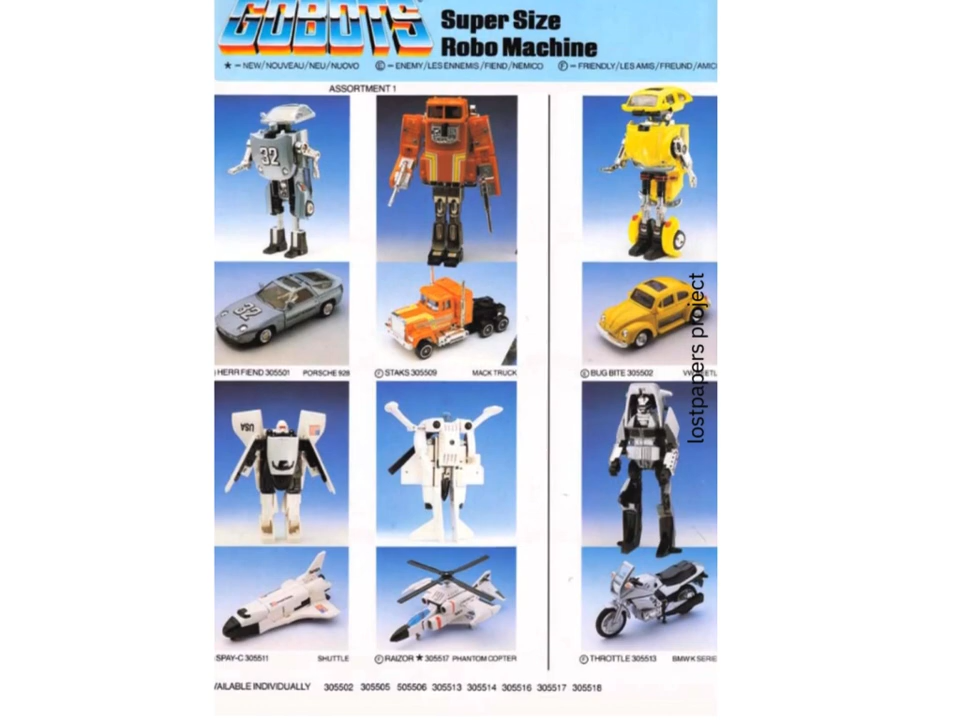 GOBOTS
Super Size
Robo Machine
★ – NEW/NOUVEAU/NEU/NUOVO Ⓔ – ENEMY/LES ENNEMIS/FIEND/NEMICO Ⓕ – FRIENDLY/LES AMIS/FREUND/AMIC
ASSORTMENT 1
32
32
HERR FIEND 305501 PORSCHE 928
Ⓕ STAKS 305509 MACK TRUCK
Ⓔ BUG BITE 305502
lostpapers project
USA
SPAY-C 305511 SHUTTLE
Ⓕ RAIZOR ★ 305517 PHANTOM COPTER
Ⓕ THROTTLE 305513 BMW K SERIE
VAILABLE INDIVIDUALLY 305502 305505 505506 305513 305514 305516 305517 305518